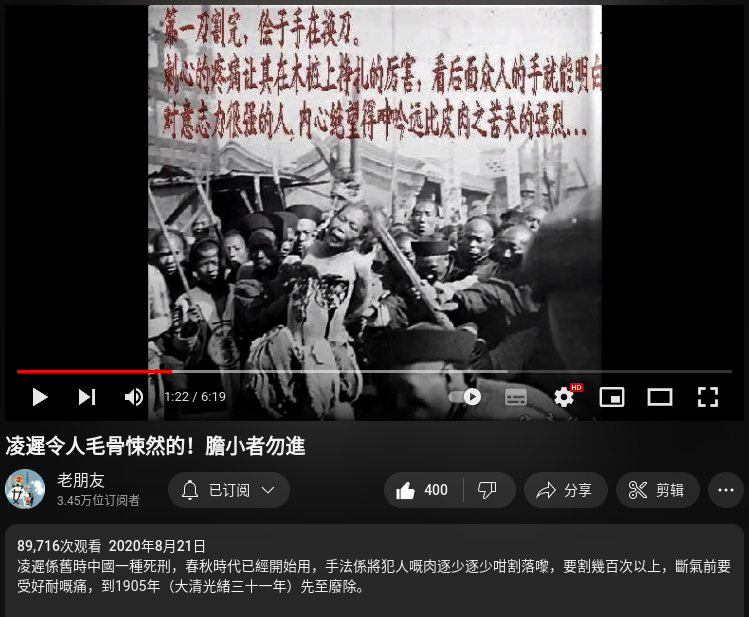 第一刀割完，侩子手在换刀。
剌心的疼痛让其在木桩上挣扎的厉害，看后面众人的手就能明白
对意志力很强的人,内心绝望得呻吟远比皮肉之苦来的强烈...
HD
1:22 / 6:19
凌遲令人毛骨悚然的！膽小者勿進
老朋友
3.45万位订阅者
已订阅
400
分享
剪辑
89,716次观看 2020年8月21日
凌遲係舊時中國一種死刑，春秋時代已經開始用，手法係將犯人嘅肉逐少逐少咁割落嚟，要割幾百次以上，斷氣前要
受好耐嘅痛，到1905年（大清光緒三十一年）先至廢除。